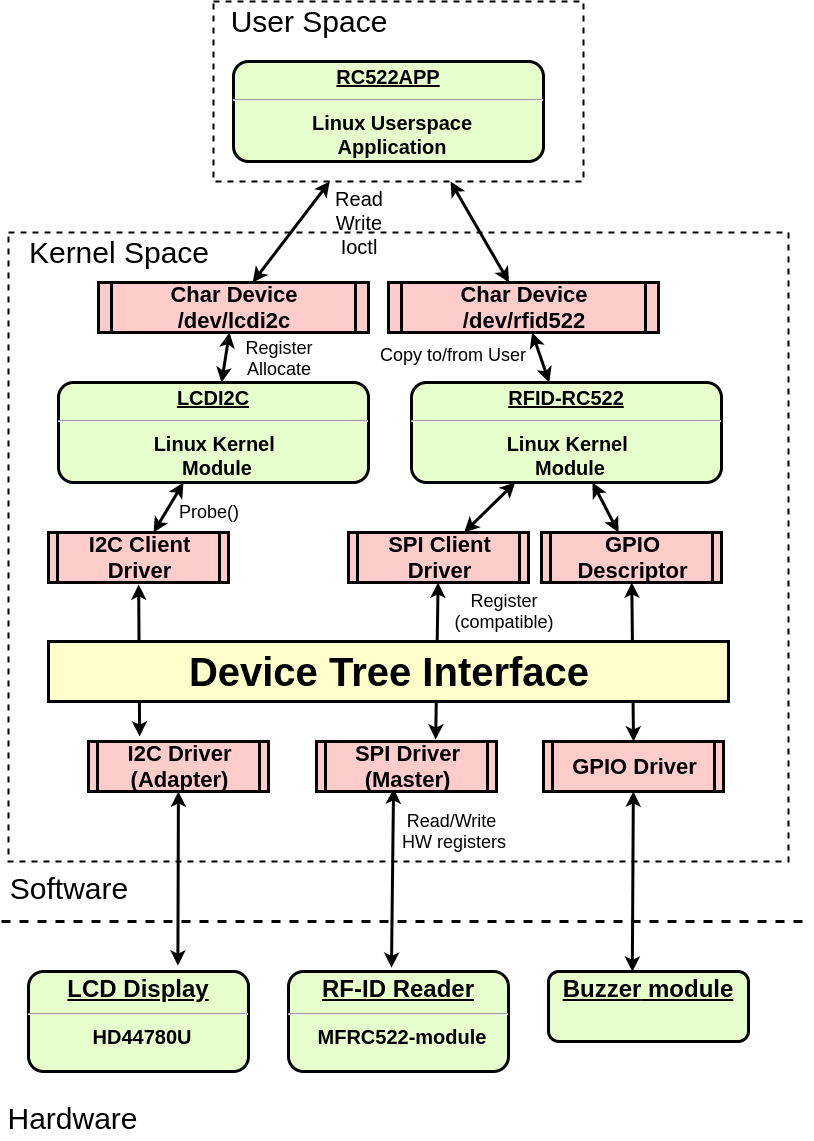 User Space
RC522APP
Linux Userspace
Application
Read
Write
Ioctl
Kernel Space
Char Device
/dev/lcdi2c
Char Device
/dev/rfid522
Register
Allocate
Copy to/from User
LCDI2C
Linux Kernel
Module
RFID-RC522
Linux Kernel
Module
Probe()
I2C Client
Driver
SPI Client
Driver
GPIO
Descriptor
Register
(compatible)
Device Tree Interface
I2C Driver
(Adapter)
SPI Driver
(Master)
GPIO Driver
Read/Write
HW registers
Software
LCD Display
HD44780U
RF-ID Reader
MFRC522-module
Buzzer module
Hardware